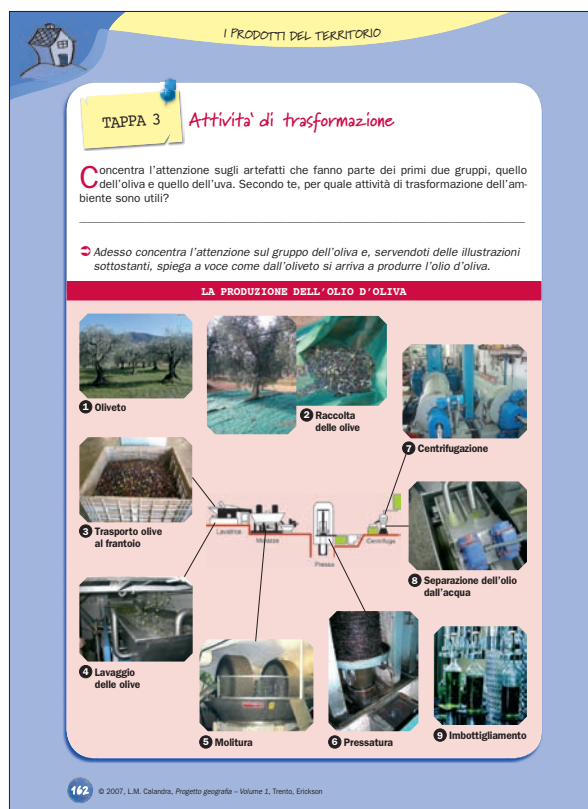 I PRODOTTI DEL TERRITORIO
TAPPA 3
Attivita' di trasformazione
Concentra l'attenzione sugli artefatti che fanno parte dei primi due gruppi, quello
dell'oliva e quello dell'uva. Secondo te, per quale attività di trasformazione dell'am-
biente sono utili?
Adesso concentra l'attenzione sul gruppo dell'oliva e, servendoti delle illustrazioni
sottostanti, spiega a voce come dall'oliveto si arriva a produrre l'olio d'oliva.
LA PRODUZIONE DELL'OLIO D'OLIVA
1 Oliveto
2 Raccolta
delle olive
7 Centrifugazione
3 Trasporto olive
al frantoio
Lavatrice
Molazze
Pressa
Centrifuga
8 Separazione dell'olio
dall'acqua
4 Lavaggio
delle olive
5 Molitura
6 Pressatura
9 Imbottigliamento
162 © 2007, L.M. Calandra, Progetto geografia – Volume 1, Trento, Erickson